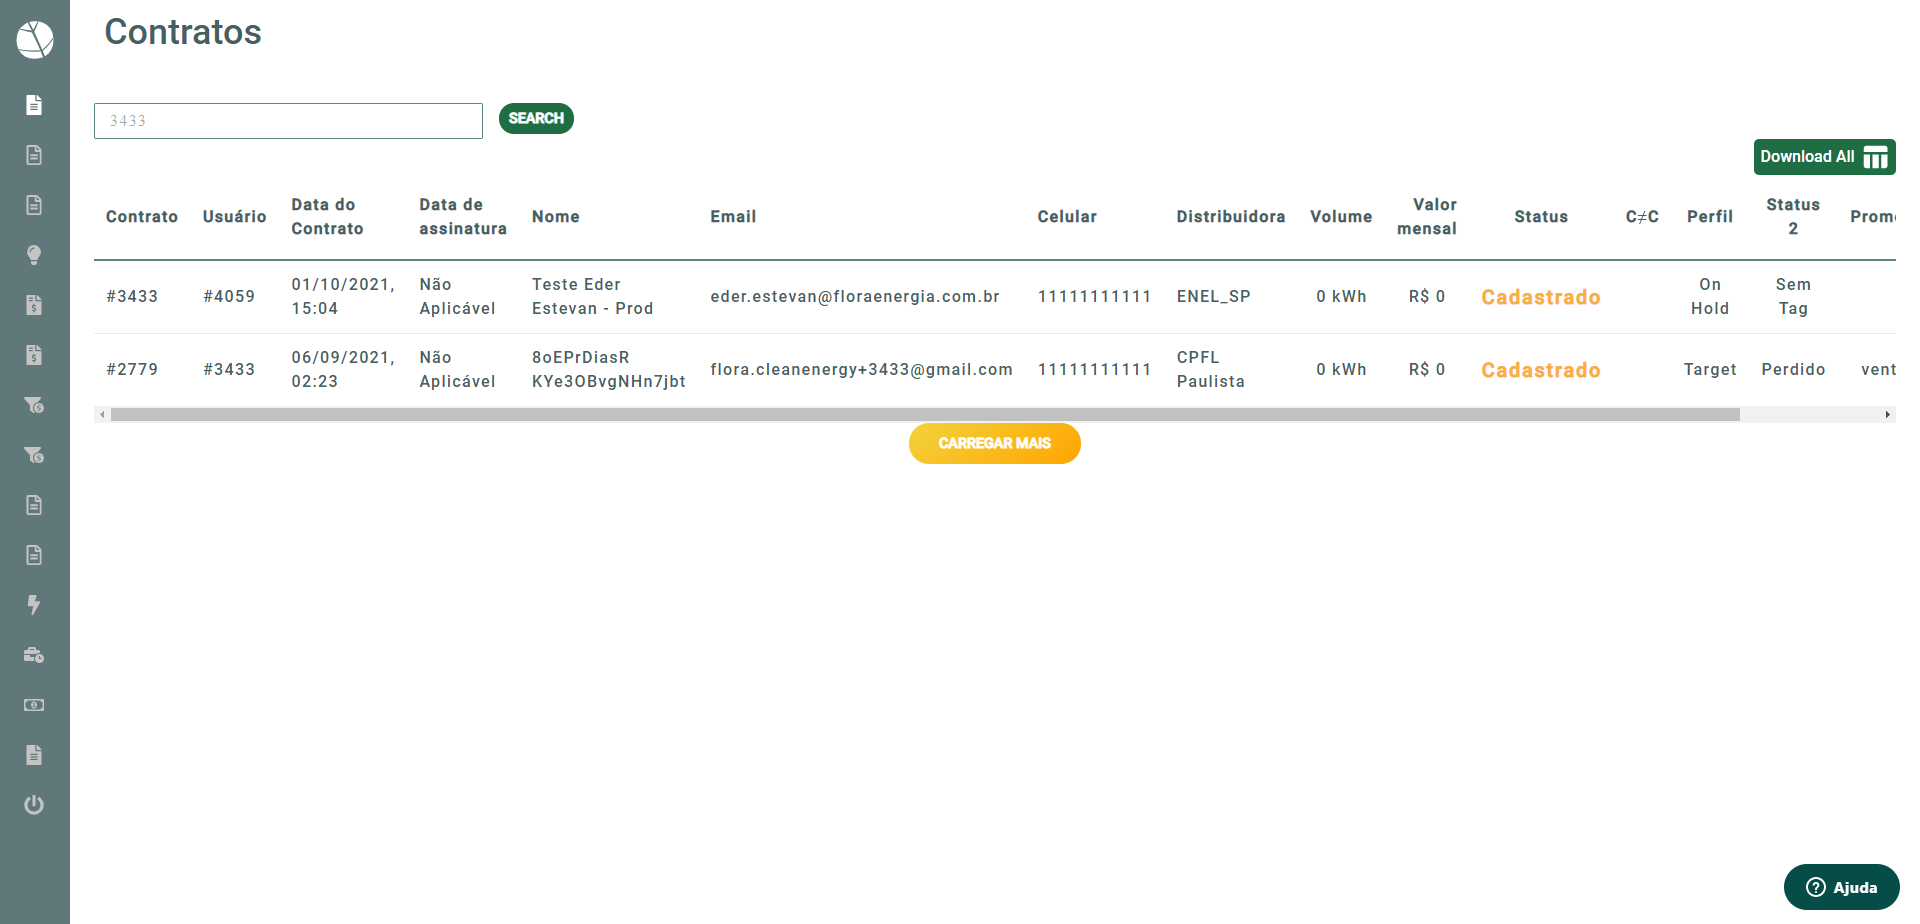 Contratos
3433
SEARCH
Download All
Contrato Usuário Data do Contrato Data de assinatura Nome Email Celular Distribuidora Volume Valor mensal Status C≠C Perfil Status 2 Prom
#3433 #4059 01/10/2021, 15:04 Não Aplicável Teste Eder Estevan - Prod eder.estevan@floraenergia.com.br 11111111111 ENEL_SP 0 kWh R$ 0 Cadastrado On Hold Sem Tag
#2779 #3433 06/09/2021, 02:23 Não Aplicável 8oEPrDiasR KYe3OBvgNHn7jbt flora.cleanenergy+3433@gmail.com 11111111111 CPFL Paulista 0 kWh R$ 0 Cadastrado Target Perdido vent
CARREGAR MAIS
Ajuda